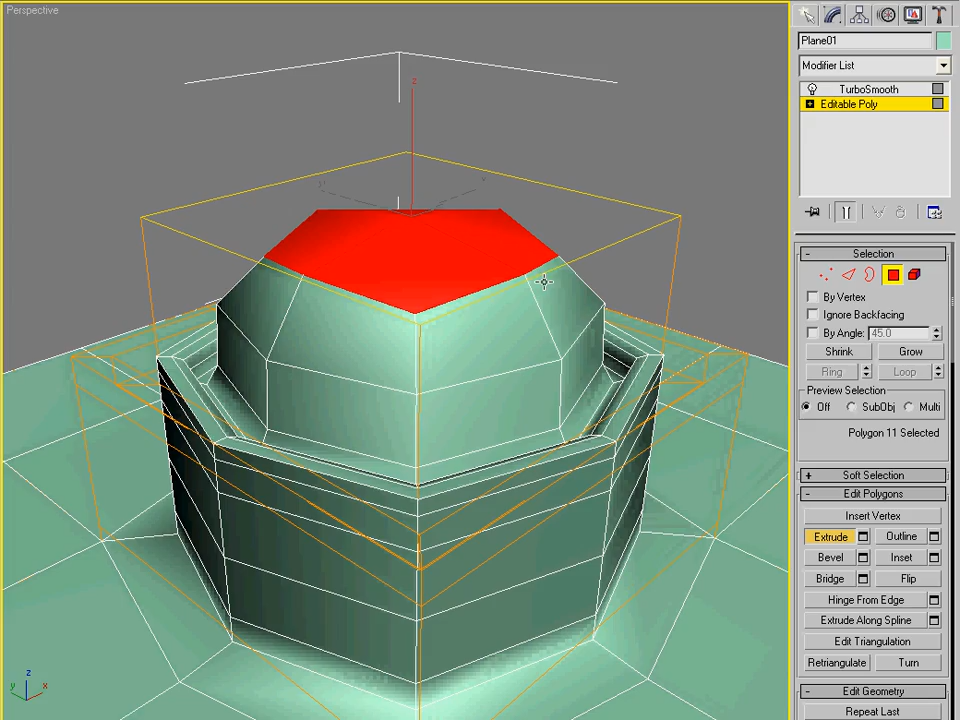 Perspective
Plane01
Modifier List
TurboSmooth
Editable Poly
- Selection
By Vertex
Ignore Backfacing
By Angle: 45.0
Shrink Grow
Ring Loop
Preview Selection
Off SubObj Multi
Polygon 11 Selected
+ Soft Selection
- Edit Polygons
Insert Vertex
Extrude Outline
Bevel Inset
Bridge Flip
Hinge From Edge
Extrude Along Spline
Edit Triangulation
Retriangulate Turn
- Edit Geometry
Repeat Last
z
y
x
z
y
x